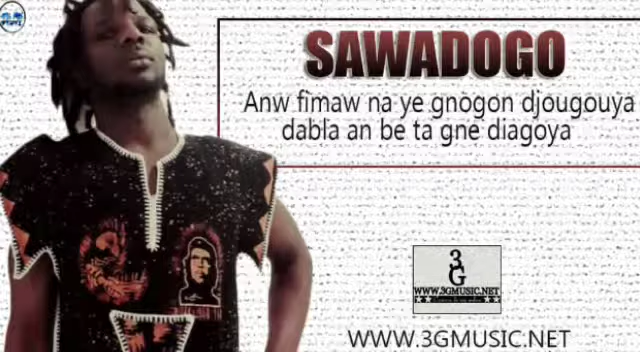 SAWADOGO
Anw fimaw na ye gnogon djougouya
dabla an be ta gne diagoya
3
G
WWW.3GMUSIC.NET
WWW.3GMUSIC.NET